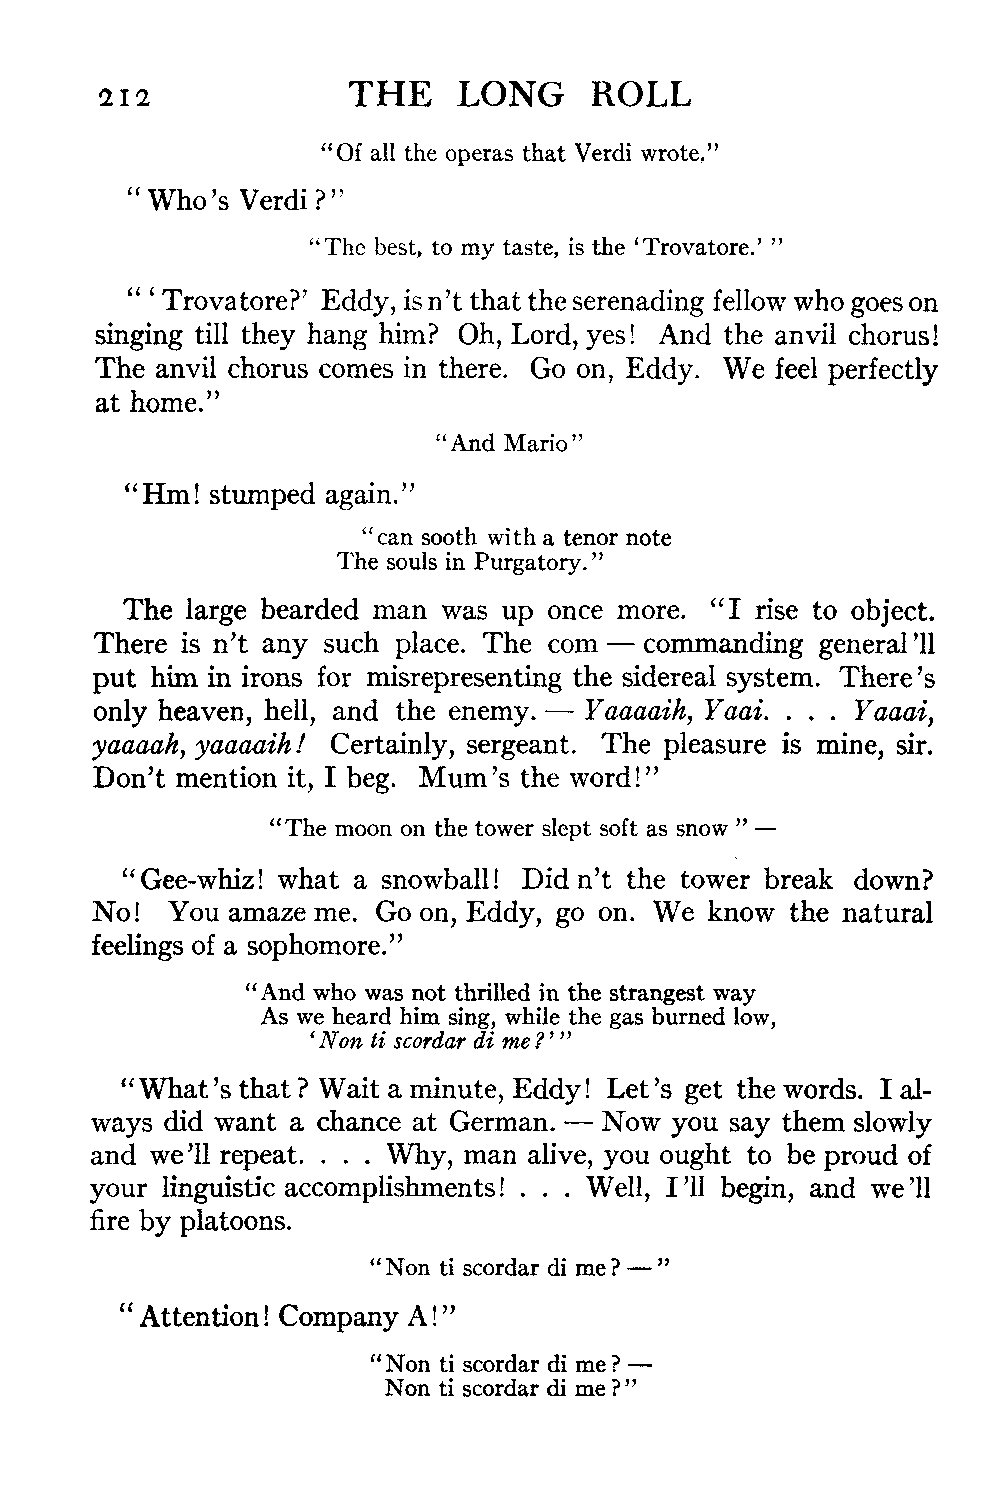 212 THE LONG ROLL
“Of all the operas that Verdi wrote,”
“Who's Verdi?”
“The best, to my taste, is the ‘Trovatore.’ ”
“ ‘Trovatore?’ Eddy, is n't that the serenading fellow who goes on
singing till they hang him? Oh, Lord, yes! And the anvil chorus!
The anvil chorus comes in there. Go on, Eddy. We feel perfectly
at home.”
“And Mario”
“Hm! stumped again.”
“can sooth with a tenor note
The souls in Purgatory.”
The large bearded man was up once more. “I rise to object.
There is n't any such place. The com — commanding general 'll
put him in irons for misrepresenting the sidereal system. There's
only heaven, hell, and the enemy. — Yaaaaih, Yaai. . . . Yaaai,
yaaaah, yaaaaih! Certainly, sergeant. The pleasure is mine, sir.
Don't mention it, I beg. Mum's the word!”
“The moon on the tower slept soft as snow” —
“Gee-whiz! what a snowball! Did n't the tower break down?
No! You amaze me. Go on, Eddy, go on. We know the natural
feelings of a sophomore.”
“And who was not thrilled in the strangest way
As we heard him sing, while the gas burned low,
‘Non ti scordar di me?’”
“What's that? Wait a minute, Eddy! Let's get the words. I al-
ways did want a chance at German. — Now you say them slowly
and we'll repeat. . . . Why, man alive, you ought to be proud of
your linguistic accomplishments! . . . Well, I'll begin, and we'll
fire by platoons.
“Non ti scordar di me? —”
“Attention! Company A!”
“Non ti scordar di me? —
Non ti scordar di me?”